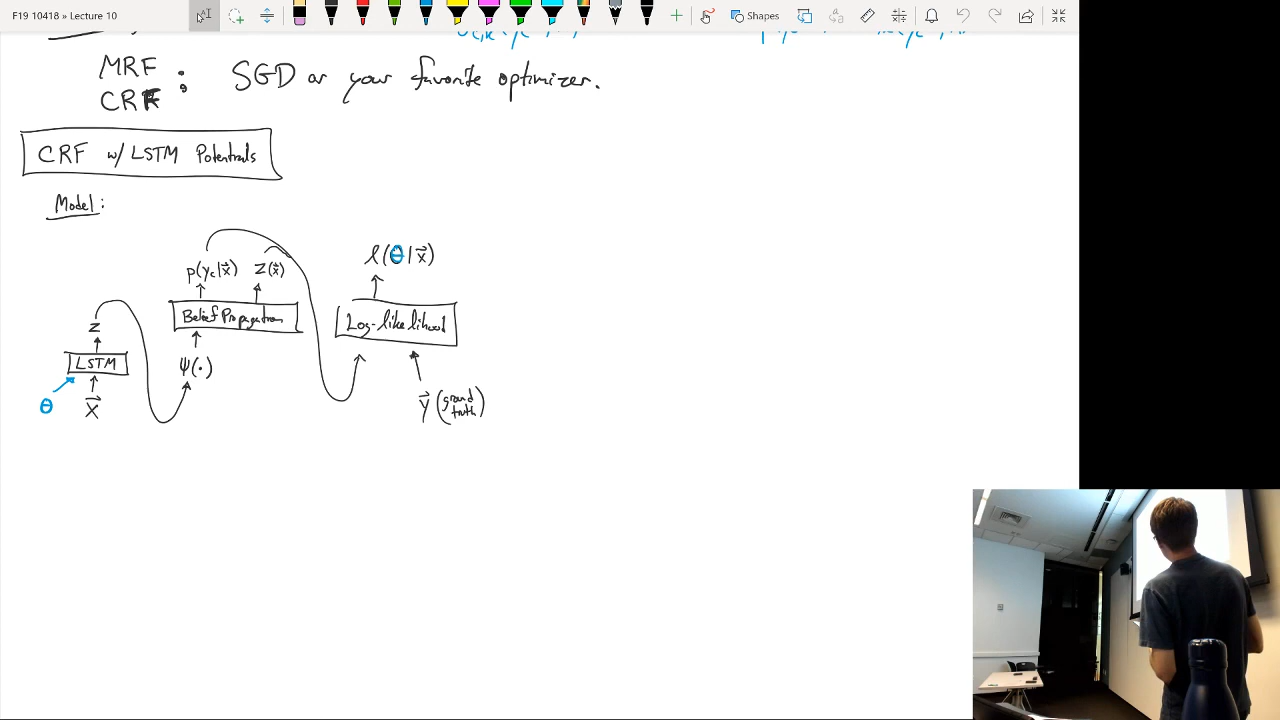 F19 10418 » Lecture 10
Shapes
MRF
CRF : SGD or your favorite optimizer.
CRF w/ LSTM Potentials
Model:
p(y_c|x⃗) Z(x⃗)
ℓ(θ|x⃗)
Belief Propagation
Log-likelihood
z
LSTM
ψ(·)
θ
x⃗
y⃗ (ground truth)